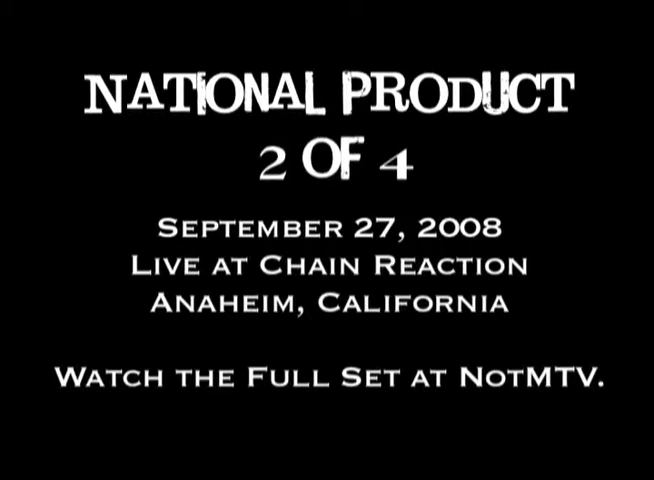 NATIONAL PRODUCT
2 OF 4
SEPTEMBER 27, 2008
LIVE AT CHAIN REACTION
ANAHEIM, CALIFORNIA
WATCH THE FULL SET AT NOTMTV.